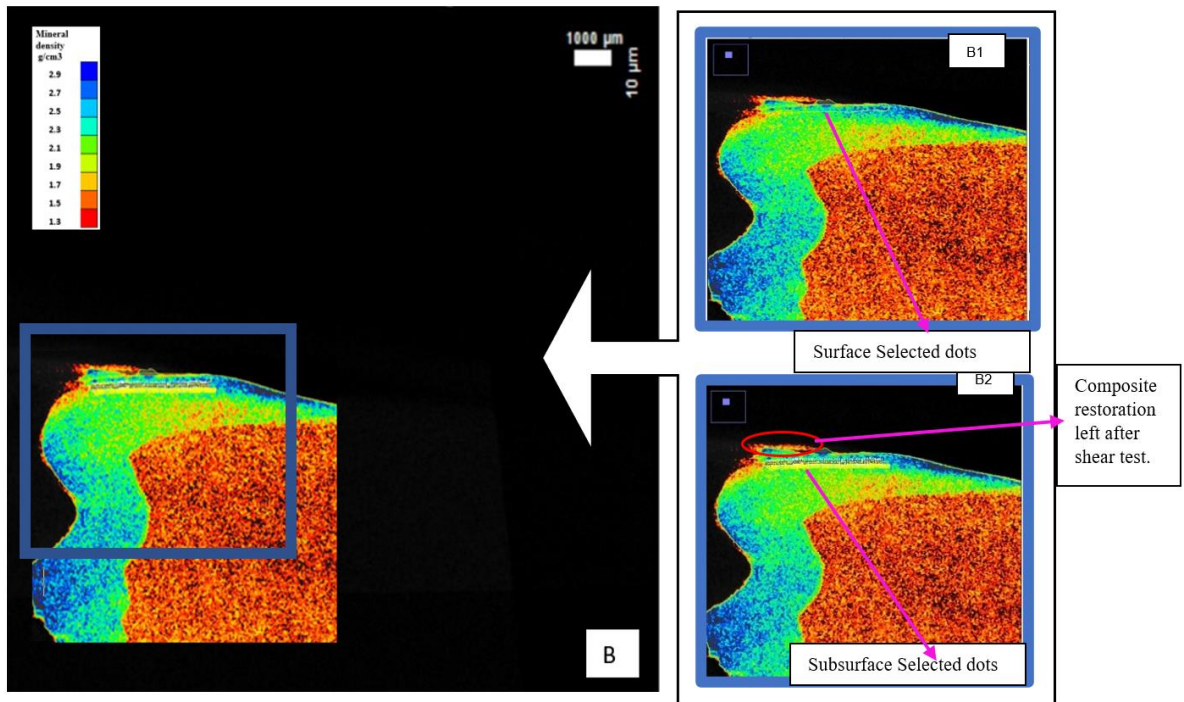 Mineral
density
g/cm3
2.9
2.7
2.5
2.3
2.1
1.9
1.7
1.5
1.3
1000 µm
10 µm
B
B1
Surface Selected dots
B2
Composite
restoration
left after
shear test.
Subsurface Selected dots